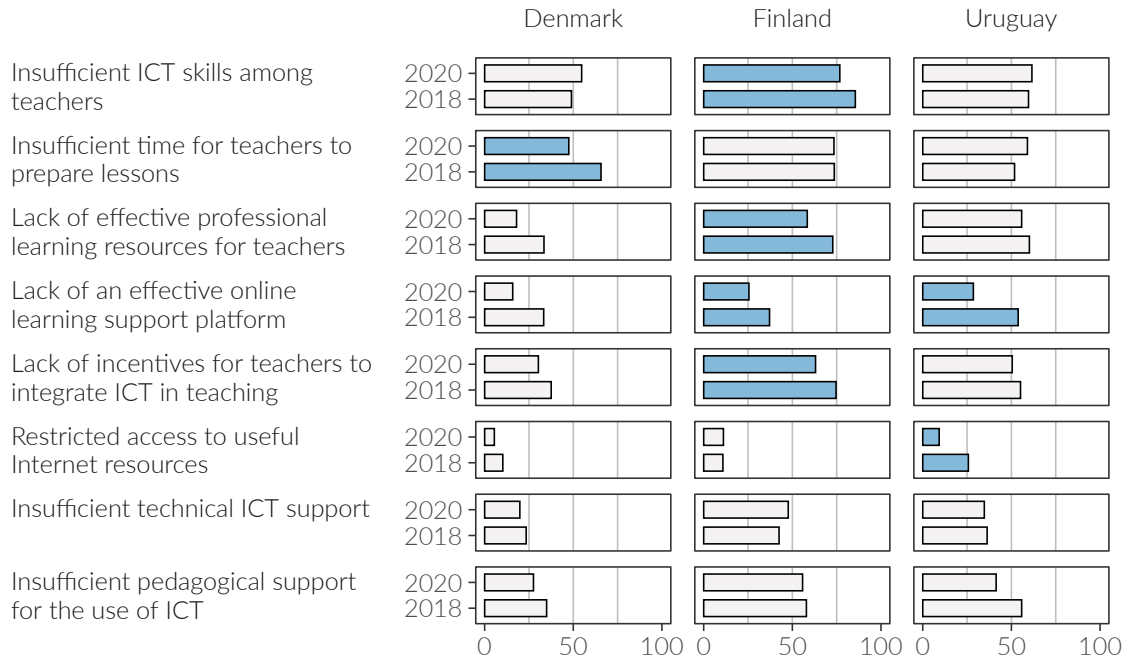 Denmark Finland Uruguay
Insufficient ICT skills among
teachers
2020
2018
Insufficient time for teachers to
prepare lessons
2020
2018
Lack of effective professional
learning resources for teachers
2020
2018
Lack of an effective online
learning support platform
2020
2018
Lack of incentives for teachers to
integrate ICT in teaching
2020
2018
Restricted access to useful
Internet resources
2020
2018
Insufficient technical ICT support
2020
2018
Insufficient pedagogical support
for the use of ICT
2020
2018
0 50 100 0 50 100 0 50 100